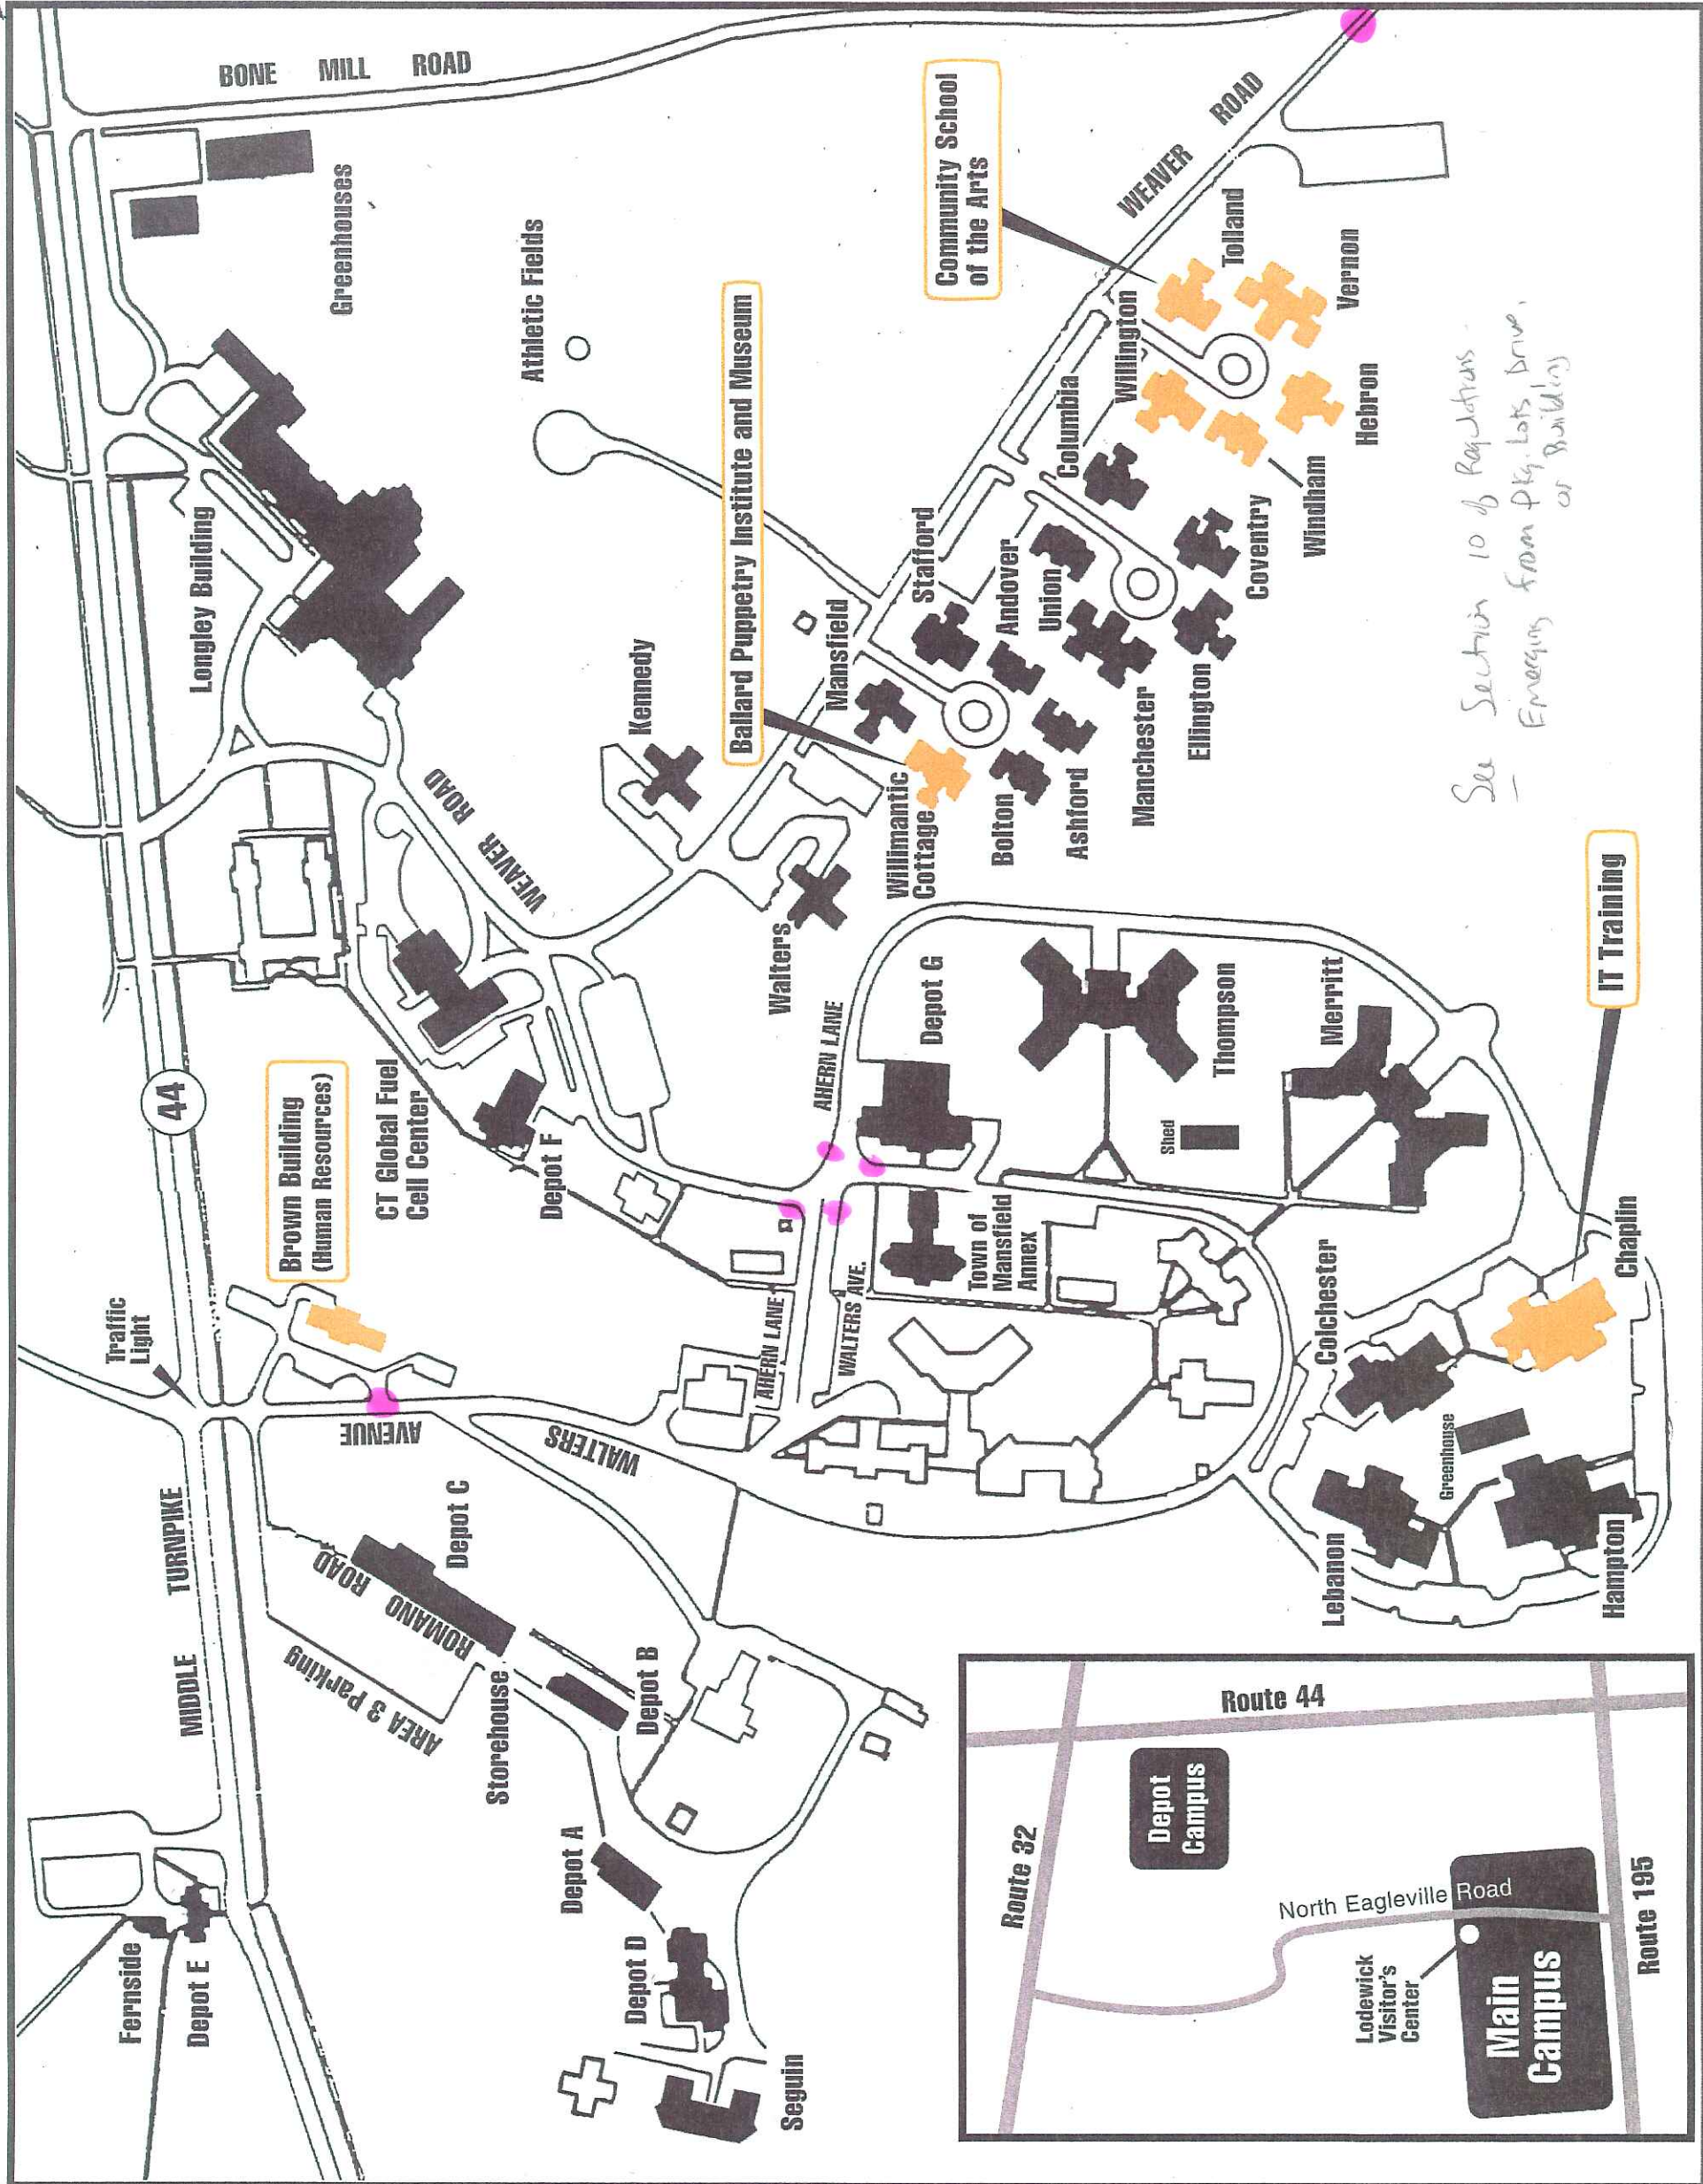 BONE MILL ROAD
Greenhouses
Athletic Fields
Longley Building
Community School
of the Arts
WEAVER ROAD
Tolland
Vernon
Willington
Columbia
Hebron
Windham
Coventry
Ballard Puppetry Institute and Museum
Stafford
Andover
Union
Mansfield
Kennedy
Manchester
Ellington
Willimantic
Cottage
Bolton
Ashford
WEAVER ROAD
Walters
See Section 10 of Regulations
– Emerging from Pkg. Lots, Drive,
or Building
44
Brown Building
(Human Resources)
CT Global Fuel
Cell Center
Depot F
AHERN LANE
Depot G
Thompson
Shed
Merritt
IT Training
Traffic
Light
AHERN LANE
WALTERS AVE.
Town of
Mansfield
Annex
Colchester
Chaplin
WALTERS AVENUE
MIDDLE TURNPIKE
ROMANO ROAD
Depot C
AREA 3 Parking
Storehouse
Depot B
Greenhouse
Lebanon
Hampton
Fernside
Depot E
Depot A
Depot D
Seguin
Route 44
Route 32
Depot
Campus
North Eagleville Road
Lodewick
Visitor's
Center
Main
Campus
Route 195